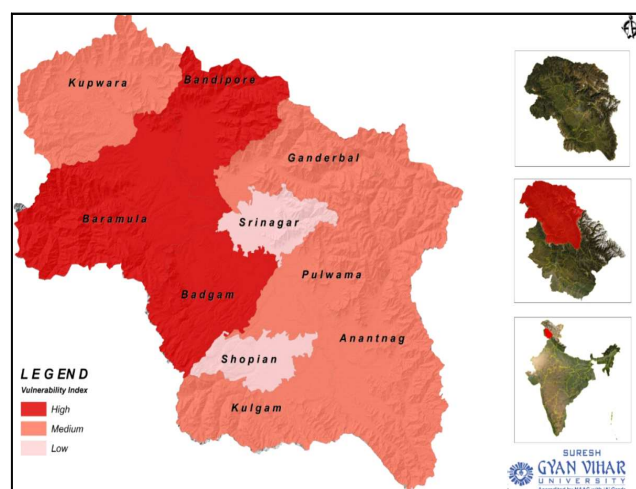 Kupwara
Bandipore
Ganderbal
Baramula
Srinagar
Badgam
Pulwama
Anantnag
Shopian
Kulgam
LEGEND
Vulnerability Index
High
Medium
Low
SURESH
GYAN VIHAR
UNIVERSITY